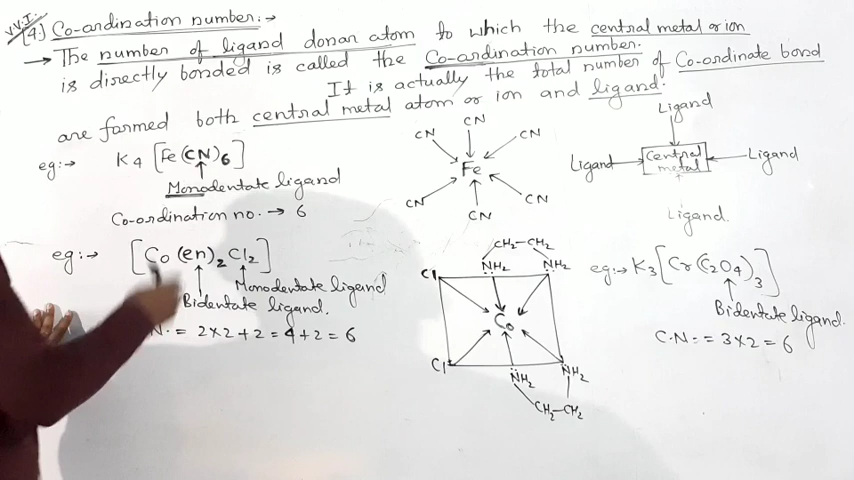 V.V.I.
(4.) Co-ordination number:→
→ The number of ligand donar atom to which the central metal or ion
is directly bonded is called the Co-ordination number.
It is actually the total number of Co-ordinate bond
are formed both central metal atom or ion and ligand.
eg:→ K4 [Fe(CN)6]
Monodentate ligand
Co-ordination no. → 6
CN
CN
CN
Fe
CN
CN
CN
Ligand
Ligand
Central metal
Ligand
Ligand.
eg:→ [Co(en)2Cl2]
Monodentate ligand
Bidentate ligand.
N. = 2×2+2 = 4+2 = 6
CH2—CH2
Cl
NH2
NH2
Co
Cl
NH2
NH2
CH2—CH2
eg:→ K3[Cr(C2O4)3]
Bidentate ligand.
C.N. = = 3×2 = 6